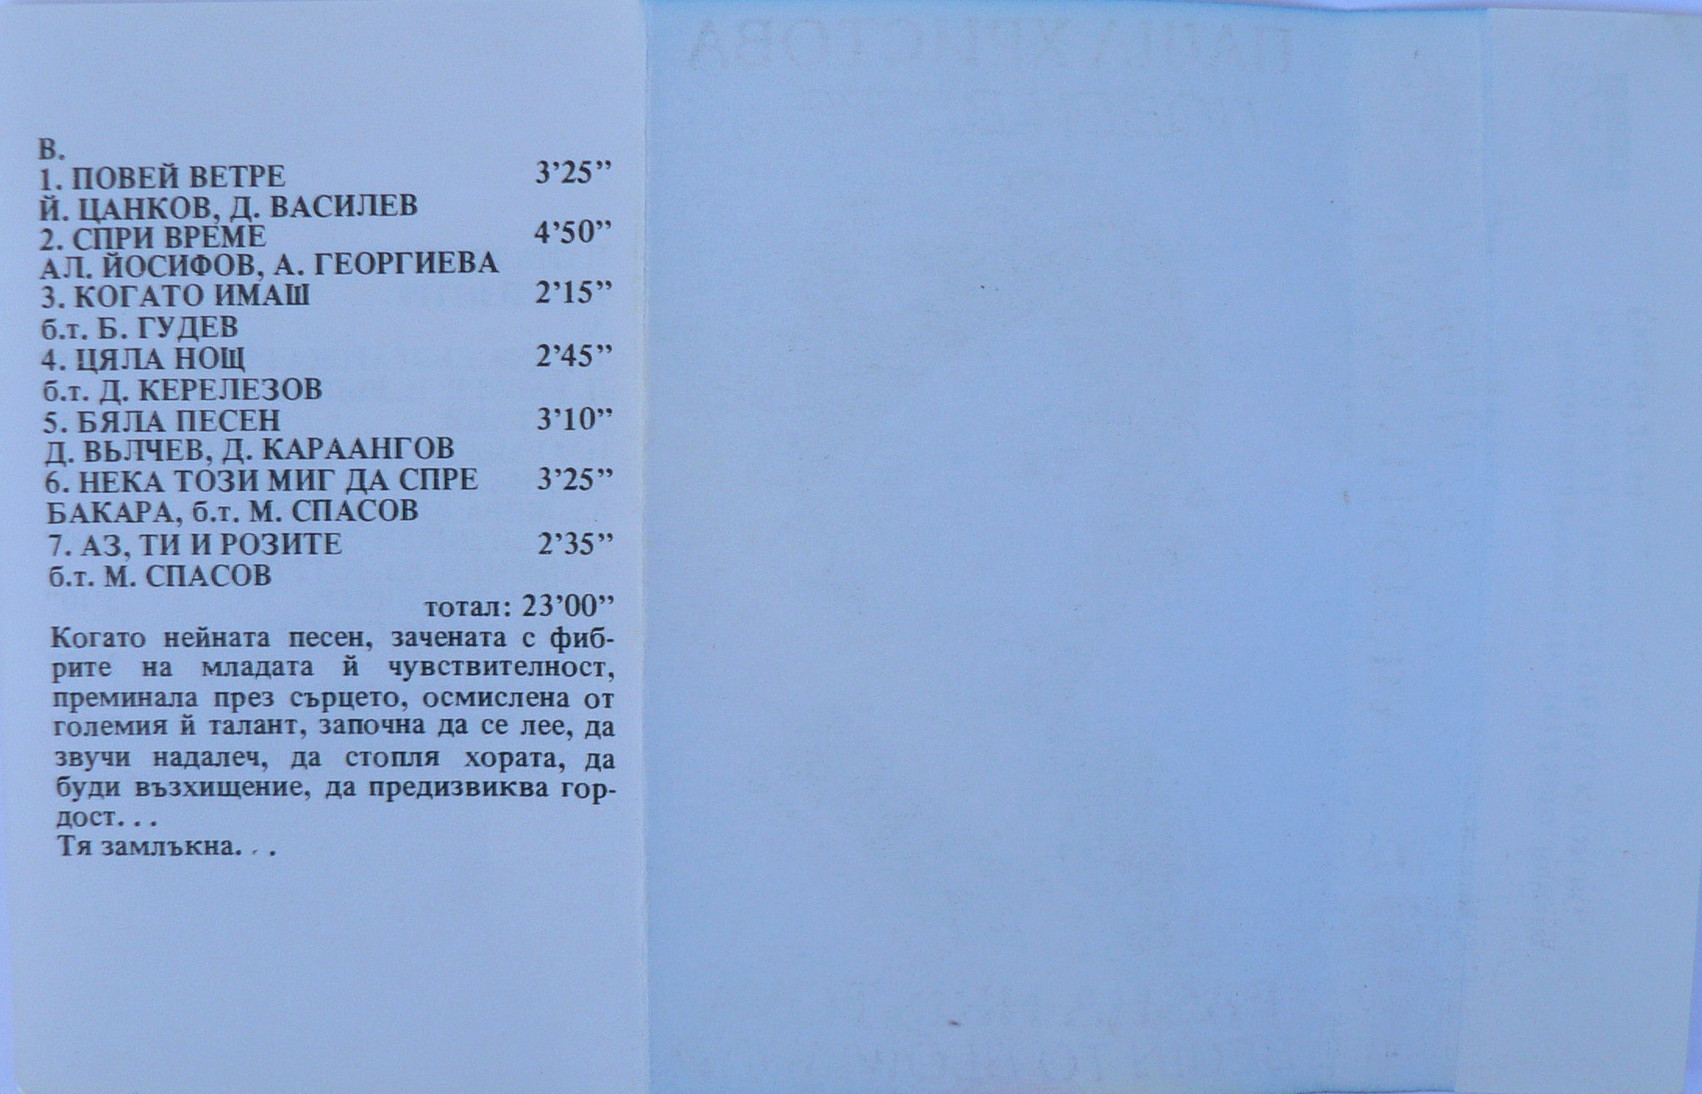 В.
1. ПОВЕЙ ВЕТРЕ 3'25”
Й. ЦАНКОВ, Д. ВАСИЛЕВ
2. СПРИ ВРЕМЕ 4'50”
АЛ. ЙОСИФОВ, А. ГЕОРГИЕВА
3. КОГАТО ИМАШ 2'15”
б.т. Б. ГУДЕВ
4. ЦЯЛА НОЩ 2'45”
б.т. Д. КЕРЕЛЕЗОВ
5. БЯЛА ПЕСЕН 3'10”
Д. ВЪЛЧЕВ, Д. КАРААНГОВ
6. НЕКА ТОЗИ МИГ ДА СПРЕ 3'25”
БАКАРА, б.т. М. СПАСОВ
7. АЗ, ТИ И РОЗИТЕ 2'35”
б.т. М. СПАСОВ
тотал: 23'00”
Когато нейната песен, зачената с фиб-
рите на младата й чувствителност,
преминала през сърцето, осмислена от
големия й талант, започна да се лее, да
звучи надалеч, да стопля хората, да
буди възхищение, да предизвиква гор-
дост...
Тя замлъкна...
ПАША ХРИСТОВА